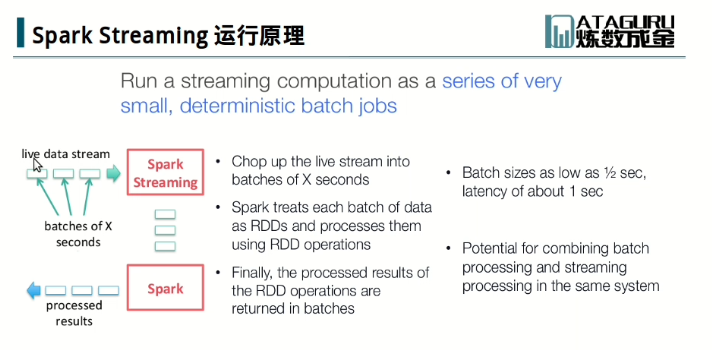 Spark Streaming 运行原理
DATAGURU
炼数成金
Run a streaming computation as a series of very
small, deterministic batch jobs
live data stream
Spark
Streaming
batches of X
seconds
Spark
processed
results
• Chop up the live stream into
batches of X seconds
• Spark treats each batch of data
as RDDs and processes them
using RDD operations
• Finally, the processed results of
the RDD operations are
returned in batches
• Batch sizes as low as ½ sec,
latency of about 1 sec
• Potential for combining batch
processing and streaming
processing in the same system